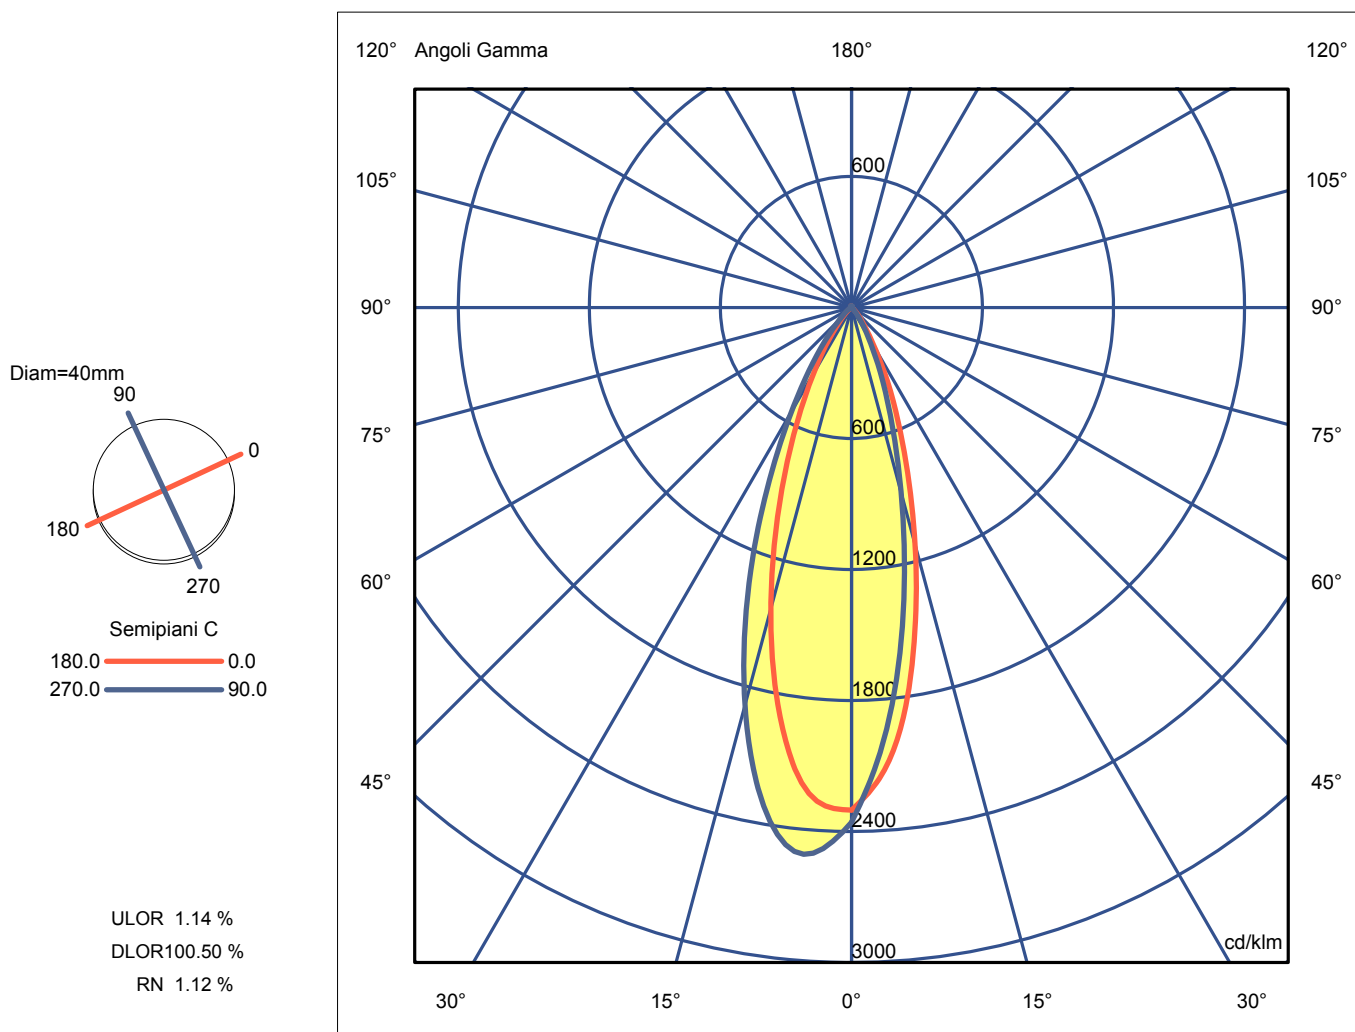 120° Angoli Gamma 180° 120°
105° 600 105°
90° 90°
Diam=40mm
90
0
180
270
75° 600 75°
60° 1200 60°
Semipiani C
180.0 0.0
270.0 90.0
1800
45° 45°
2400
ULOR 1.14 %
DLOR100.50 %
RN 1.12 %
cd/klm
3000
30° 15° 0° 15° 30°